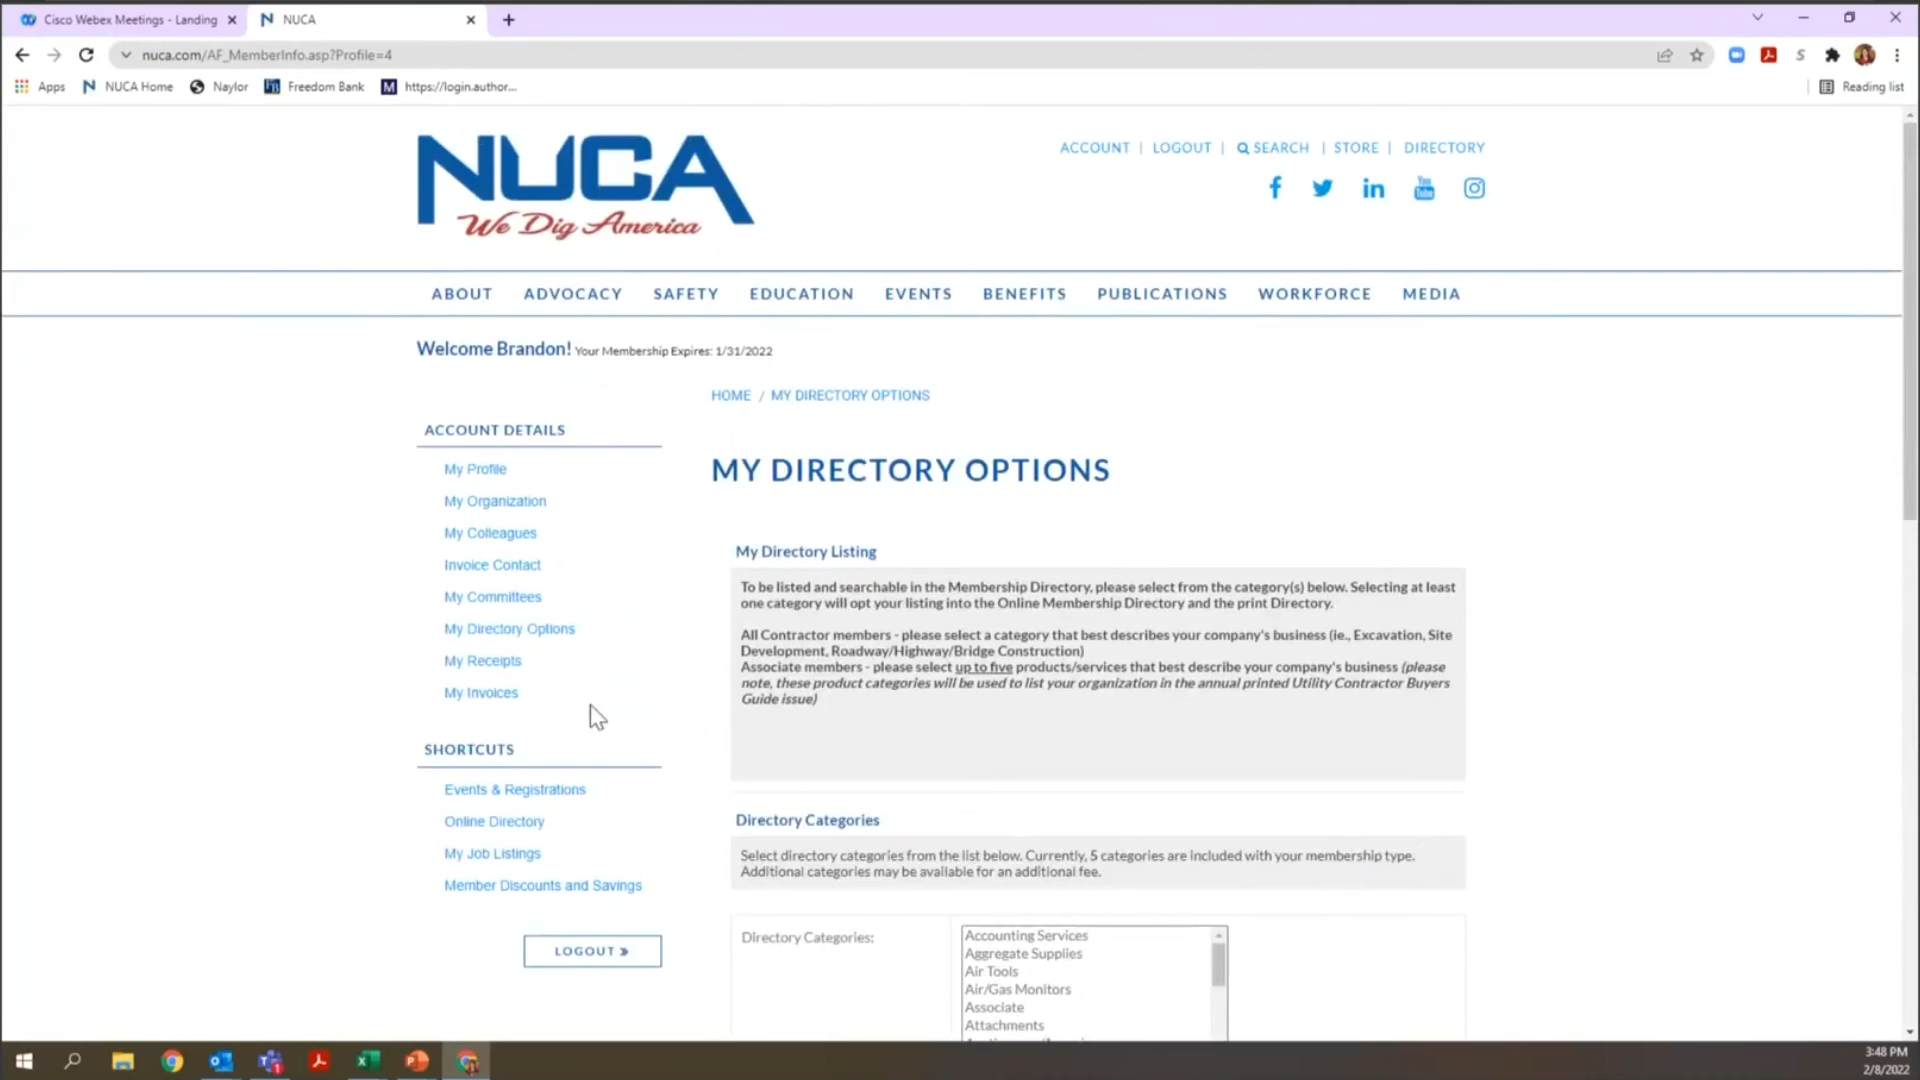 Cisco Webex Meetings - Landing
NUCA
nuca.com/AF_MemberInfo.asp?Profile=4
Apps
NUCA Home
Naylor
Freedom Bank
https://login.author...
Reading list
NUCA
We Dig America
ACCOUNT | LOGOUT | SEARCH | STORE | DIRECTORY
ABOUT ADVOCACY SAFETY EDUCATION EVENTS BENEFITS PUBLICATIONS WORKFORCE MEDIA
Welcome Brandon! Your Membership Expires: 1/31/2022
HOME / MY DIRECTORY OPTIONS
ACCOUNT DETAILS
My Profile
My Organization
My Colleagues
Invoice Contact
My Committees
My Directory Options
My Receipts
My Invoices
SHORTCUTS
Events & Registrations
Online Directory
My Job Listings
Member Discounts and Savings
LOGOUT »
MY DIRECTORY OPTIONS
My Directory Listing
To be listed and searchable in the Membership Directory, please select from the category(s) below. Selecting at least
one category will opt your listing into the Online Membership Directory and the print Directory.
All Contractor members - please select a category that best describes your company's business (ie., Excavation, Site
Development, Roadway/Highway/Bridge Construction)
Associate members - please select up to five products/services that best describe your company's business (please
note, these product categories will be used to list your organization in the annual printed Utility Contractor Buyers
Guide issue)
Directory Categories
Select directory categories from the list below. Currently, 5 categories are included with your membership type.
Additional categories may be available for an additional fee.
Directory Categories:
Accounting Services
Aggregate Supplies
Air Tools
Air/Gas Monitors
Associate
Attachments
3:48 PM
2/8/2022